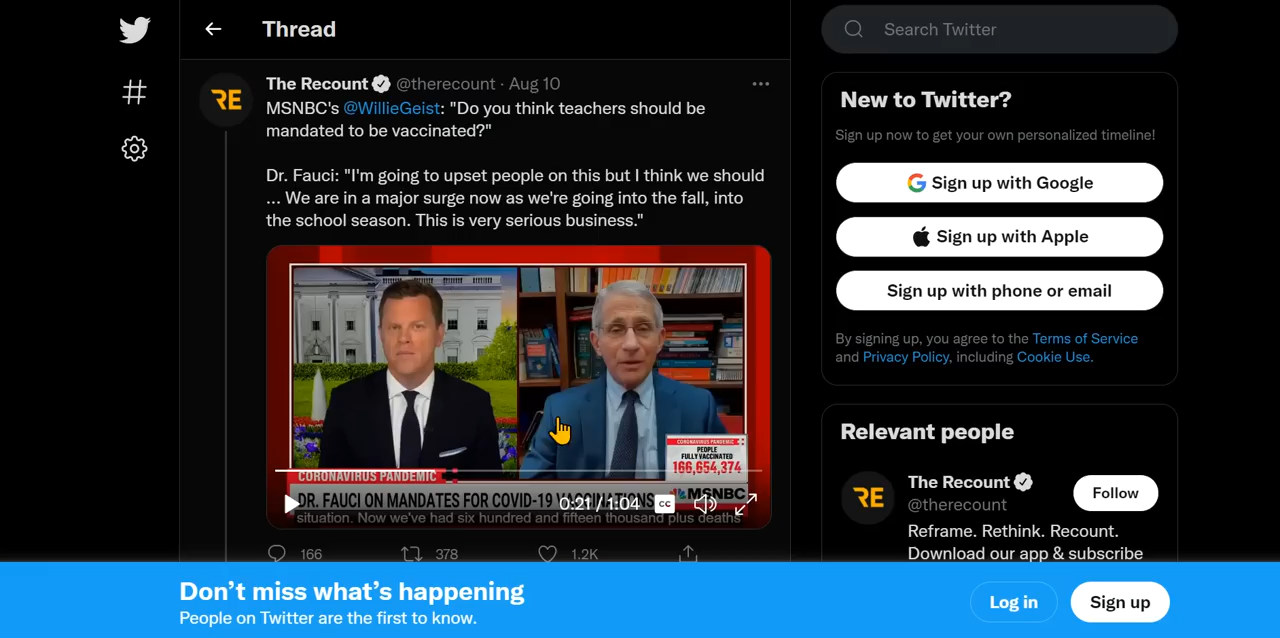 Thread
Search Twitter
RE
The Recount @therecount · Aug 10
MSNBC's @WillieGeist: "Do you think teachers should be
mandated to be vaccinated?"
Dr. Fauci: "I'm going to upset people on this but I think we should
... We are in a major surge now as we're going into the fall, into
the school season. This is very serious business."
CORONAVIRUS PANDEMIC
PEOPLE
FULLY VACCINATED
166,654,374
CORONAVIRUS PANDEMIC
DR. FAUCI ON MANDATES FOR COVID-19
MSNBC
0:21 / 1:04
CC
situation. Now we've had six hundred and fifteen thousand plus deaths
166 378 1.2K
New to Twitter?
Sign up now to get your own personalized timeline!
Sign up with Google
Sign up with Apple
Sign up with phone or email
By signing up, you agree to the Terms of Service
and Privacy Policy, including Cookie Use.
Relevant people
RE
The Recount
@therecount
Follow
Reframe. Rethink. Recount.
Download our app & subscribe
Don't miss what's happening
People on Twitter are the first to know.
Log in
Sign up